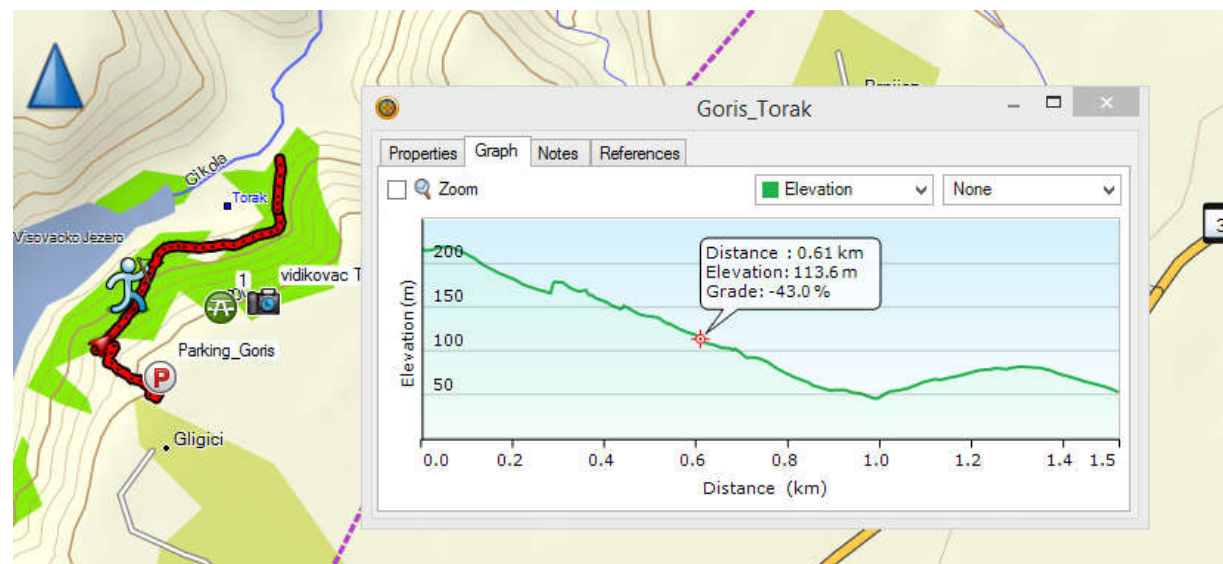 Goris_Torak
Properties
Graph
Notes
References
Zoom
Elevation
None
Distance : 0.61 km
Elevation: 113.6 m
Grade: -43.0 %
Elevation (m)
200
150
100
50
0.0 0.2 0.4 0.6 0.8 1.0 1.2 1.4 1.5
Distance (km)
Cikola
Torak
Visovacko Jezero
1
vidikovac T
Parking_Goris
P
Gligici
3